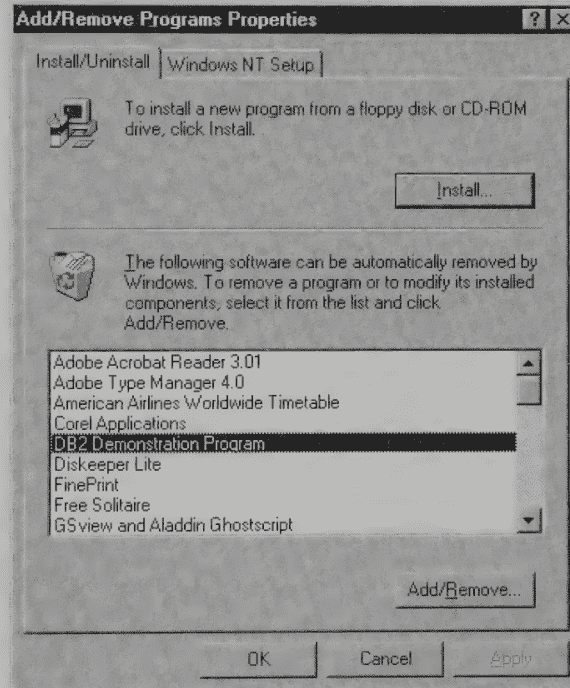 Add/Remove Programs Properties
Install/Uninstall
Windows NT Setup
To install a new program from a floppy disk or CD-ROM
drive, click Install.
Install...
The following software can be automatically removed by
Windows. To remove a program or to modify its installed
components, select it from the list and click
Add/Remove.
Adobe Acrobat Reader 3.01
Adobe Type Manager 4.0
American Airlines Worldwide Timetable
Corel Applications
DB2 Demonstration Program
Diskeeper Lite
FinePrint
Free Solitaire
GSview and Aladdin Ghostscript
Add/Remove...
OK
Cancel
Apply